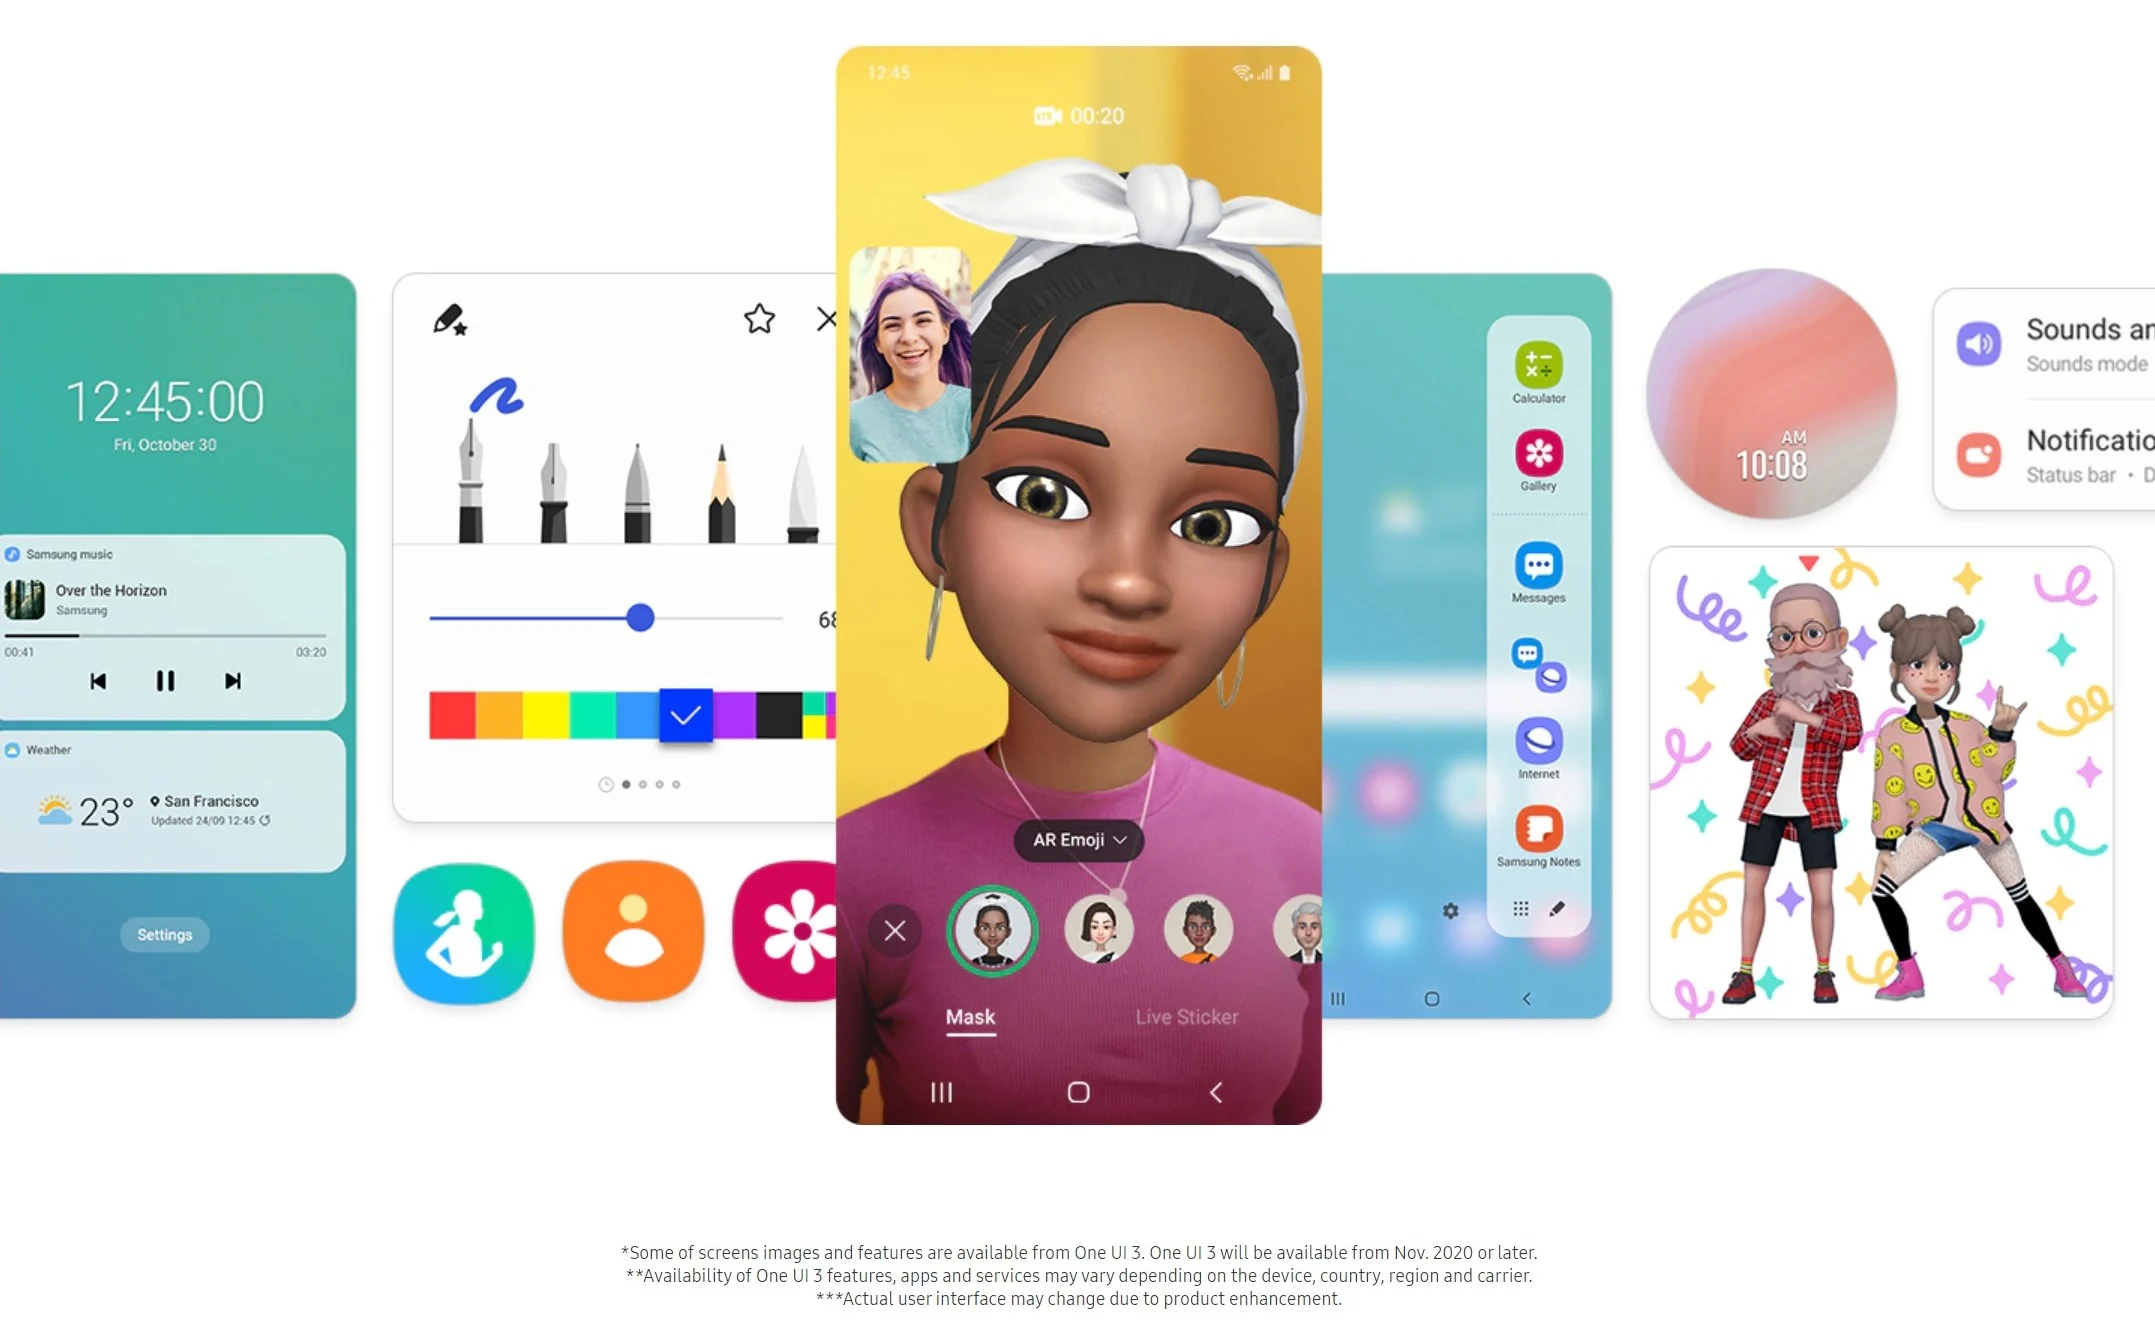 12:45:00
Fri, October 30
Samsung music
Over the Horizon
Samsung
00:41
03:20
Weather
23°
San Francisco
Updated 24/09 12:45
Settings
68
12:45
LTE 00:20
AR Emoji
Mask
Live Sticker
Calculator
Gallery
Messages
Internet
Samsung Notes
AM
10:08
Sounds an
Sounds mode
Notificatio
Status bar • D
*Some of screens images and features are available from One UI 3. One UI 3 will be available from Nov. 2020 or later.
**Availability of One UI 3 features, apps and services may vary depending on the device, country, region and carrier.
***Actual user interface may change due to product enhancement.